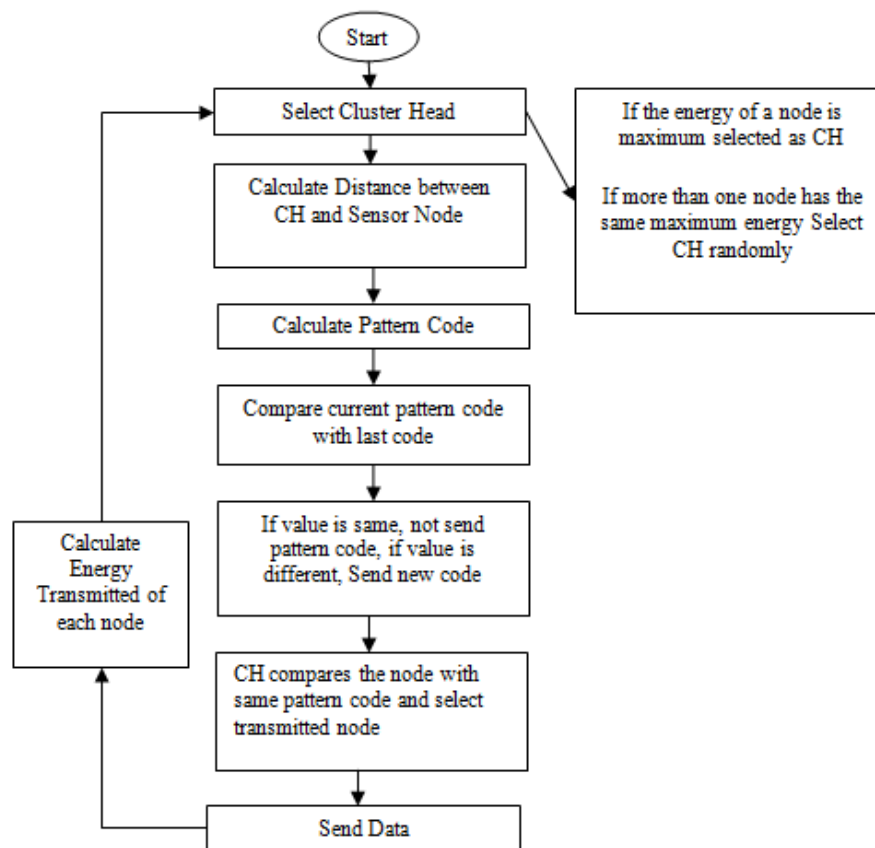 Start
Select Cluster Head
If the energy of a node is
maximum selected as CH
If more than one node has the
same maximum energy Select
CH randomly
Calculate Distance between
CH and Sensor Node
Calculate Pattern Code
Compare current pattern code
with last code
If value is same, not send
pattern code, if value is
different, Send new code
Calculate
Energy
Transmitted of
each node
CH compares the node with
same pattern code and select
transmitted node
Send Data